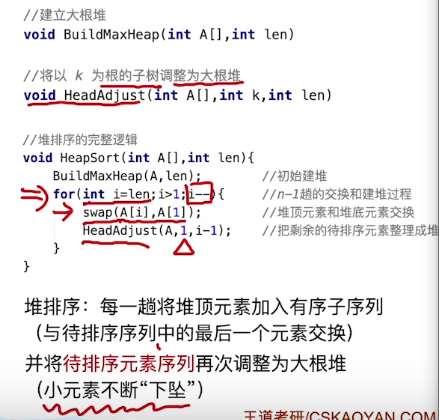 //建立大根堆
void BuildMaxHeap(int A[],int len)
//将以 k 为根的子树调整为大根堆
void HeadAdjust(int A[],int k,int len)
//堆排序的完整逻辑
void HeapSort(int A[],int len){
BuildMaxHeap(A,len); //初始建堆
for(int i=len;i>1;i--){ //n-1趟的交换和建堆过程
swap(A[i],A[1]); //堆顶元素和堆底元素交换
HeadAdjust(A,1,i-1); //把剩余的待排序元素整理成堆
}
}
堆排序：每一趟将堆顶元素加入有序子序列
（与待排序序列中的最后一个元素交换）
并将待排序元素序列再次调整为大根堆
（小元素不断“下坠”）
王道考研/CSKAOYAN.COM